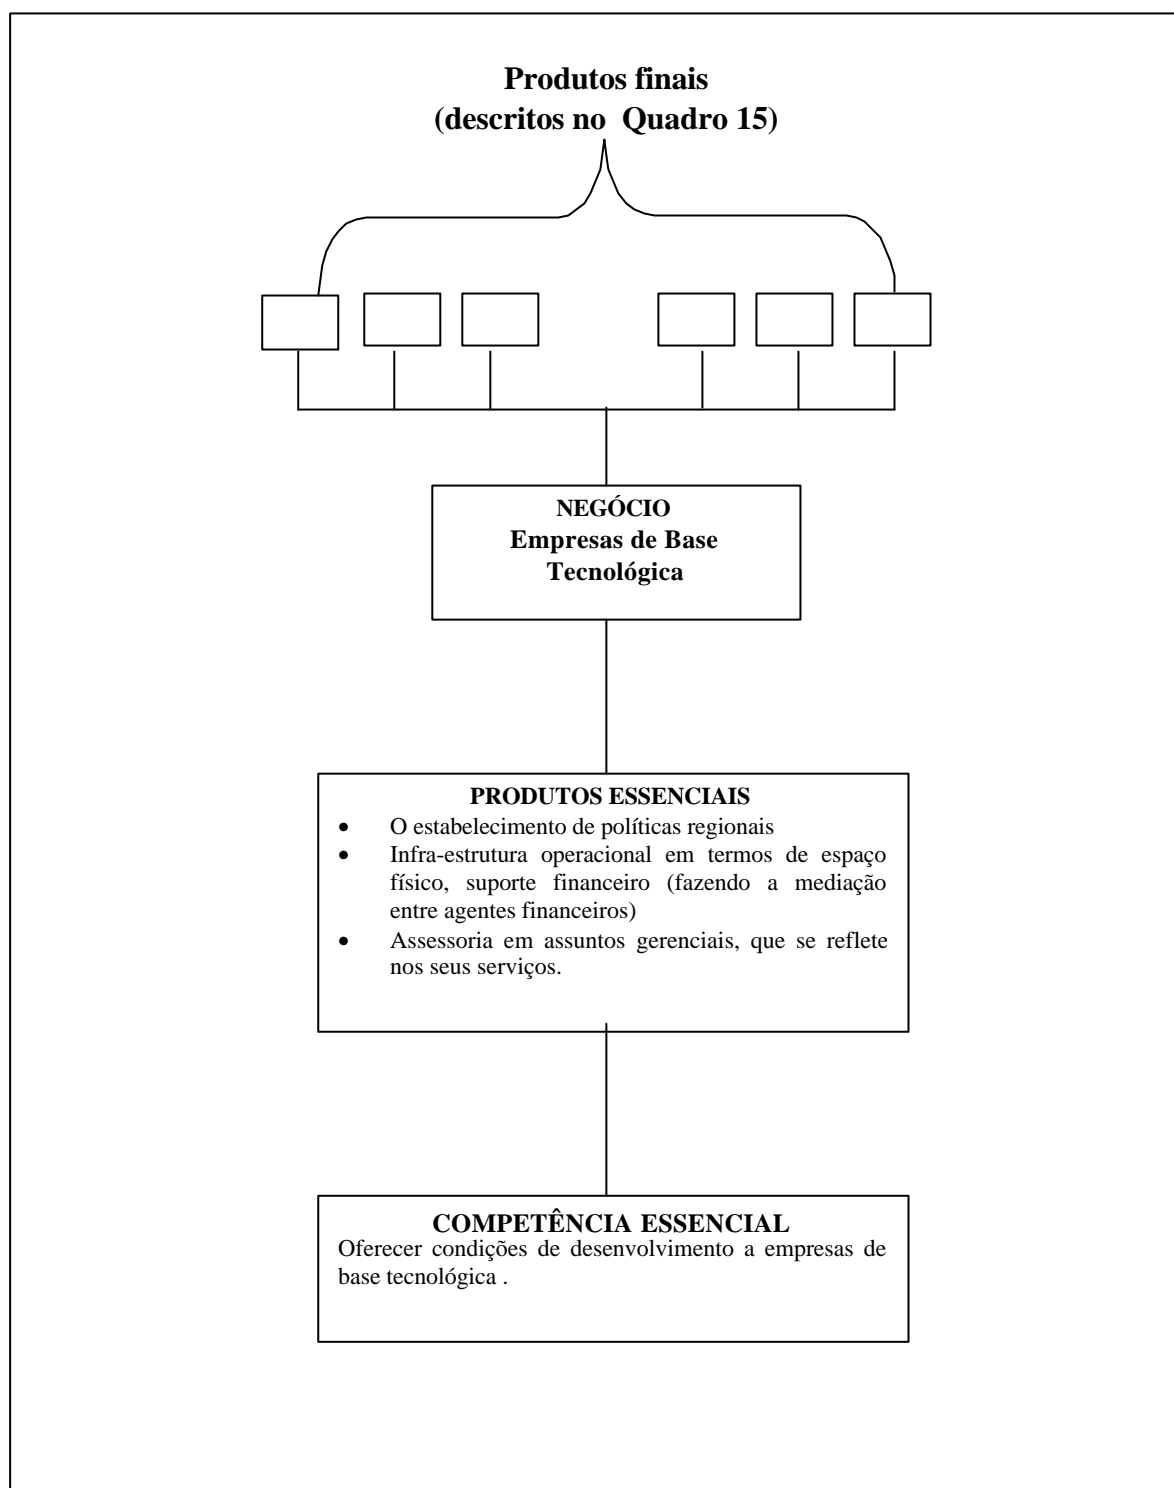 Produtos finais
(descritos no Quadro 15)
NEGÓCIO
Empresas de Base
Tecnológica
PRODUTOS ESSENCIAIS
• O estabelecimento de políticas regionais
• Infra-estrutura operacional em termos de espaço
físico, suporte financeiro (fazendo a mediação
entre agentes financeiros)
• Assessoria em assuntos gerenciais, que se reflete
nos seus serviços.
COMPETÊNCIA ESSENCIAL
Oferecer condições de desenvolvimento a empresas de
base tecnológica .